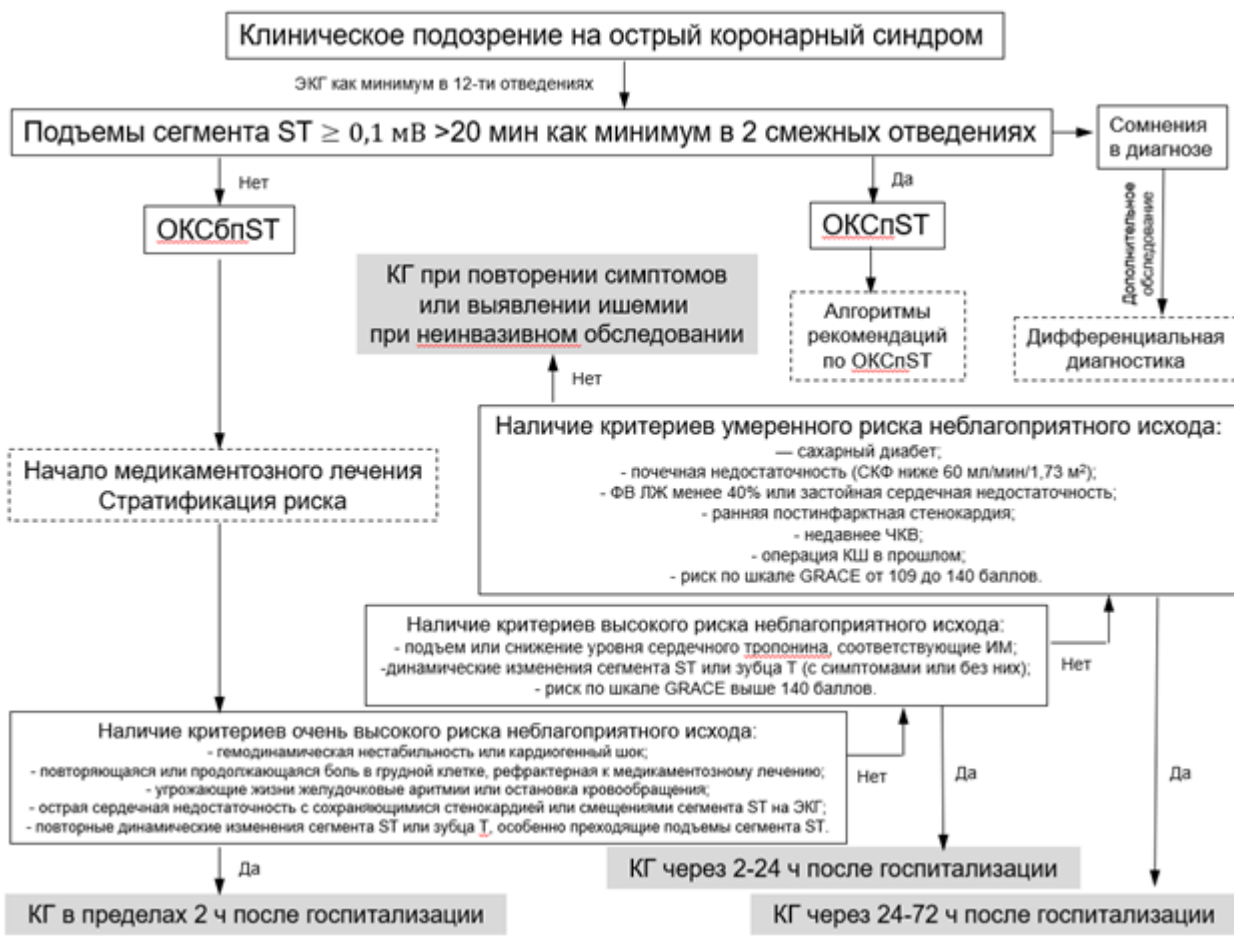 Клиническое подозрение на острый коронарный синдром
ЭКГ как минимум в 12-ти отведениях
Подъемы сегмента ST ≥ 0,1 мВ >20 мин как минимум в 2 смежных отведениях
Сомнения
в диагнозе
Нет
Да
ОКСбпST
ОКСпST
Дополнительное
обследование
КГ при повторении симптомов
или выявлении ишемии
при неинвазивном обследовании
Алгоритмы
рекомендаций
по ОКСпST
Дифференциальная
диагностика
Нет
Наличие критериев умеренного риска неблагоприятного исхода:
— сахарный диабет;
- почечная недостаточность (СКФ ниже 60 мл/мин/1,73 м²);
- ФВ ЛЖ менее 40% или застойная сердечная недостаточность;
- ранняя постинфарктная стенокардия;
- недавнее ЧКВ;
- операция КШ в прошлом;
- риск по шкале GRACE от 109 до 140 баллов.
Начало медикаментозного лечения
Стратификация риска
Наличие критериев высокого риска неблагоприятного исхода:
- подъем или снижение уровня сердечного тропонина, соответствующие ИМ;
-динамические изменения сегмента ST или зубца Т (с симптомами или без них);
- риск по шкале GRACE выше 140 баллов.
Нет
Наличие критериев очень высокого риска неблагоприятного исхода:
- гемодинамическая нестабильность или кардиогенный шок;
- повторяющаяся или продолжающаяся боль в грудной клетке, рефрактерная к медикаментозному лечению;
- угрожающие жизни желудочковые аритмии или остановка кровообращения;
- острая сердечная недостаточность с сохраняющимися стенокардией или смещениями сегмента ST на ЭКГ;
- повторные динамические изменения сегмента ST или зубца Т, особенно преходящие подъемы сегмента ST.
Нет
Да
Да
Да
КГ через 2-24 ч после госпитализации
КГ в пределах 2 ч после госпитализации
КГ через 24-72 ч после госпитализации